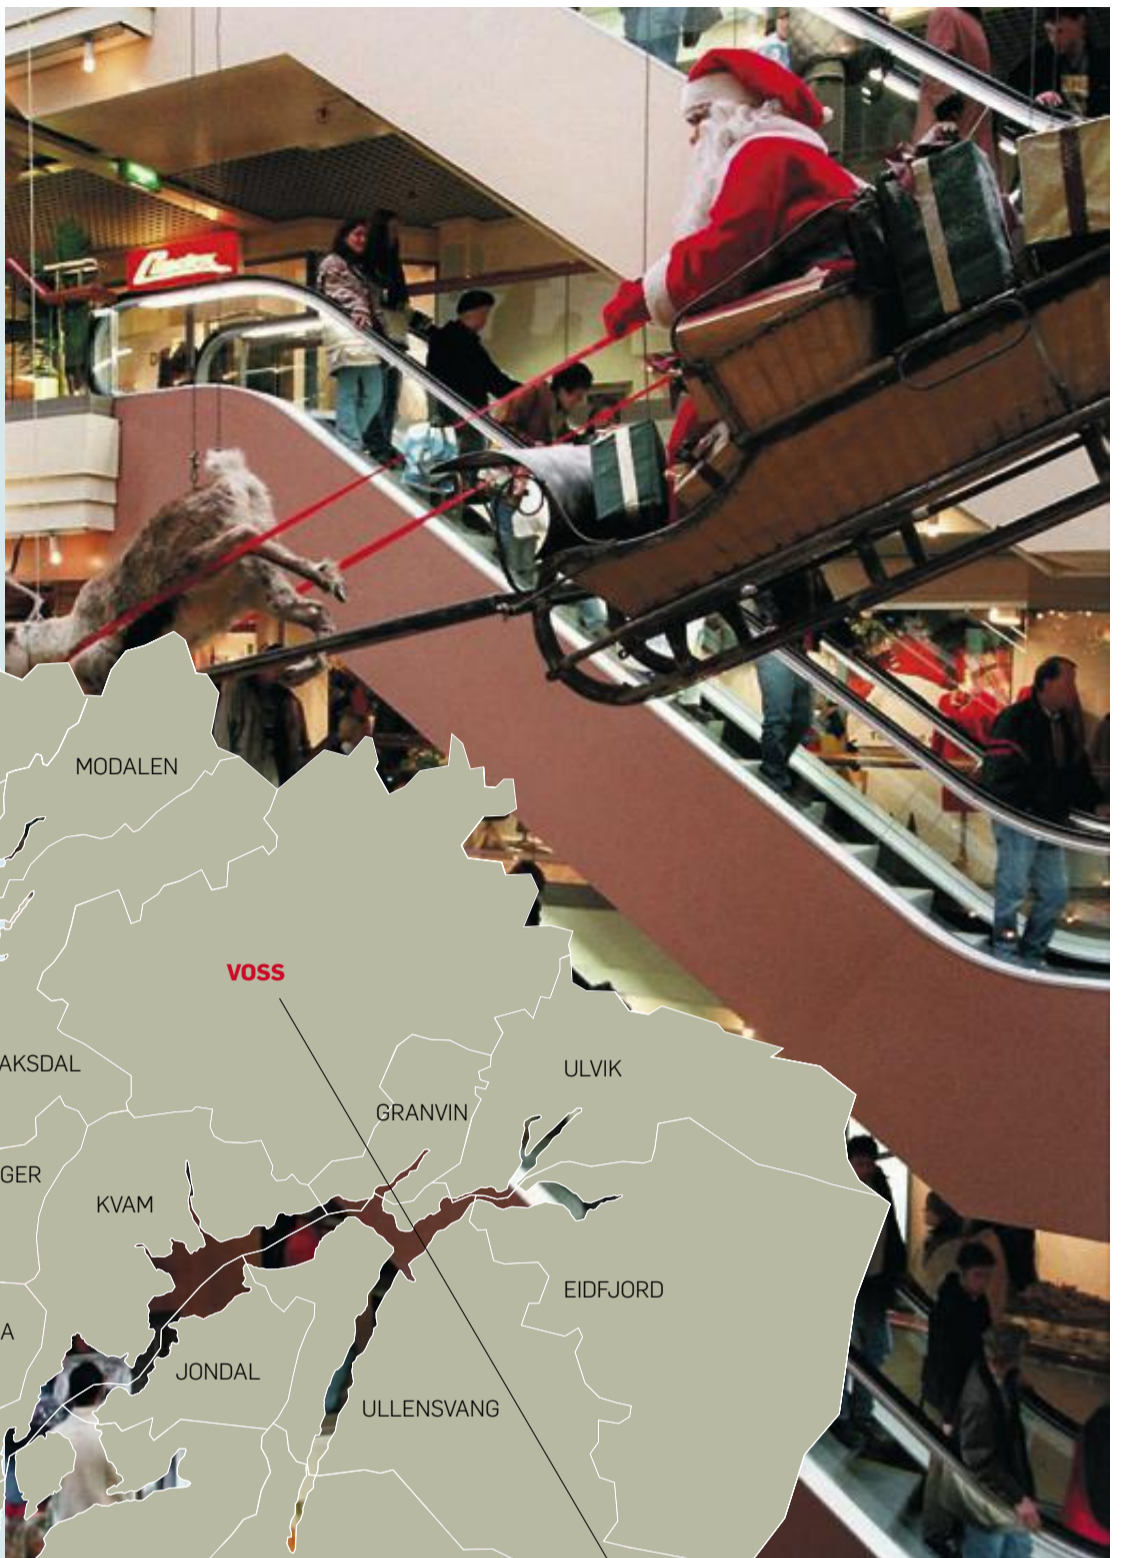 MODALEN
VOSS
AKSDAL
ULVIK
GRANVIN
GER
KVAM
EIDFJORD
A
JONDAL
ULLENSVANG